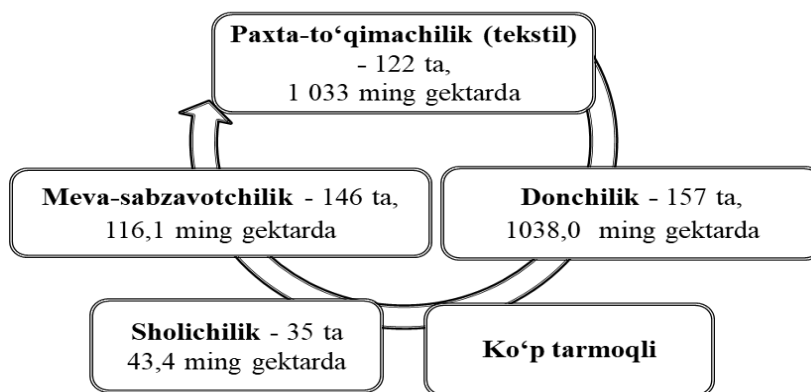 Paxta-to‘qimachilik (tekstil)
- 122 ta,
1 033 ming gektarda
Meva-sabzavotchilik - 146 ta,
116,1 ming gektarda
Donchilik - 157 ta,
1038,0 ming gektarda
Sholichilik - 35 ta
43,4 ming gektarda
Ko‘p tarmoqli